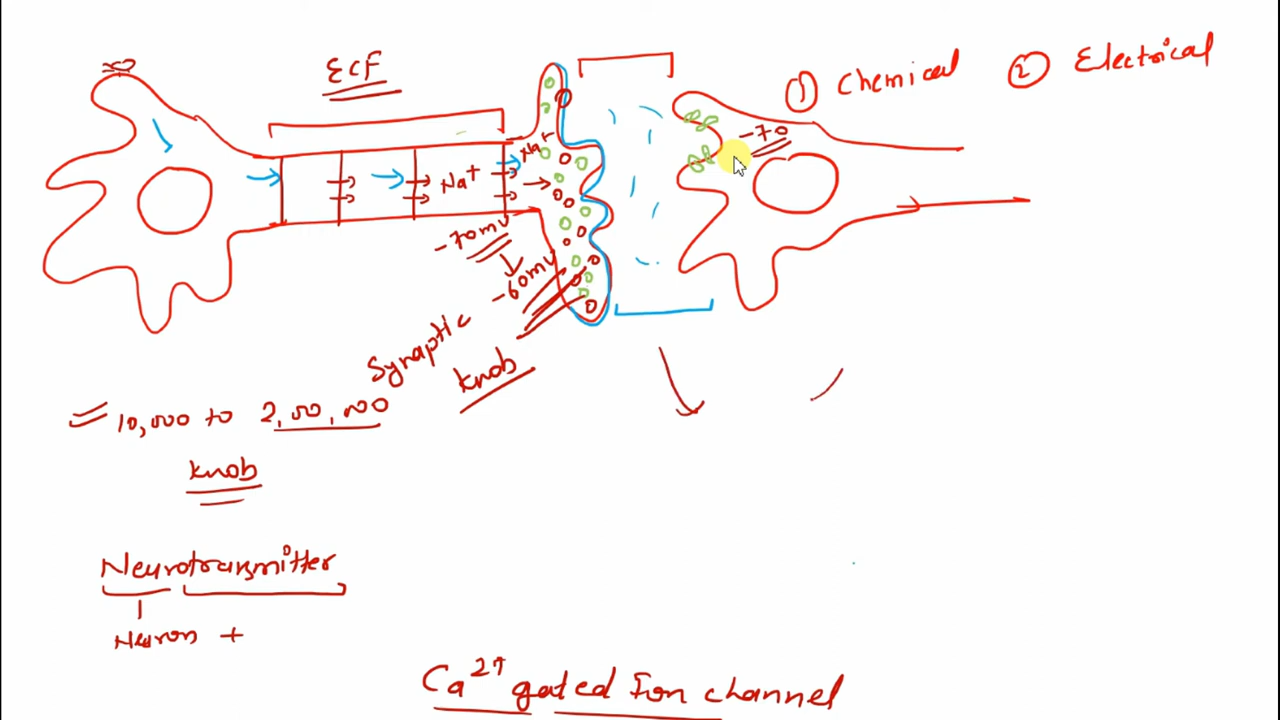 ECF
① Chemical
② Electrical
-70
Na⁺
Na⁺
-70mV
-60mV
Synaptic
Knob
10,000 to 2,00,000
Knob
Neurotransmitter
Neuron +
Ca²⁺ gated Ion channel